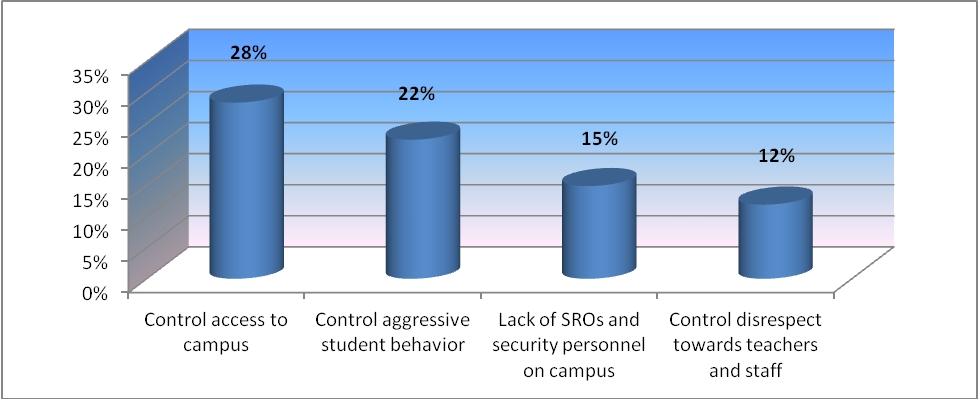 28%
22%
15%
12%
35%
30%
25%
20%
15%
10%
5%
0%
Control access to
campus
Control aggressive
student behavior
Lack of SROs and
security personnel
on campus
Control disrespect
towards teachers
and staff